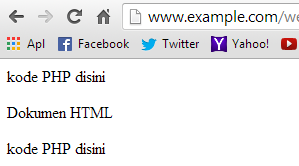 www.example.com/we
Apl Facebook Twitter Yahoo!
kode PHP disini
Dokumen HTML
kode PHP disini